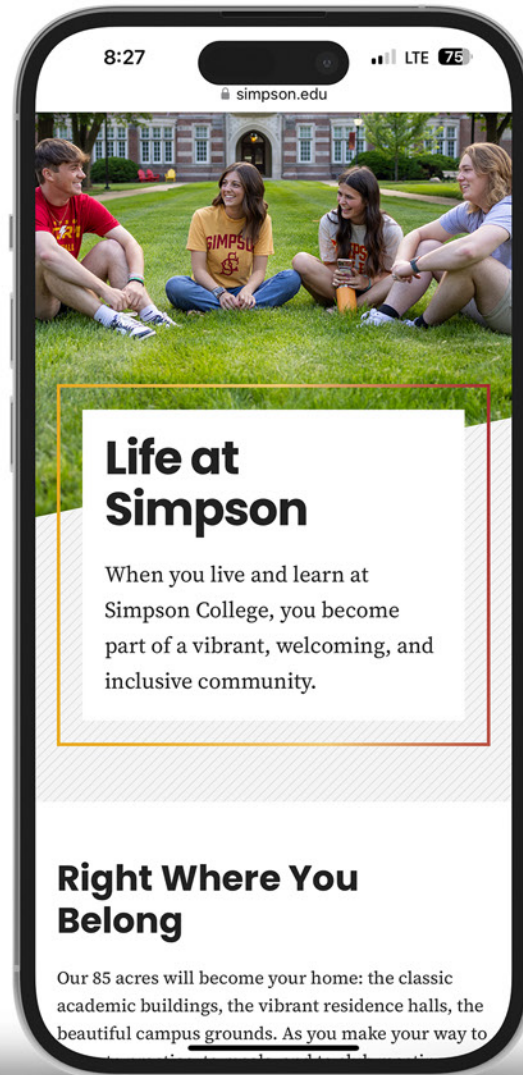 8:27 LTE 75
simpson.edu
SIMPSON
Life at
Simpson
When you live and learn at
Simpson College, you become
part of a vibrant, welcoming, and
inclusive community.
Right Where You
Belong
Our 85 acres will become your home: the classic
academic buildings, the vibrant residence halls, the
beautiful campus grounds. As you make your way to